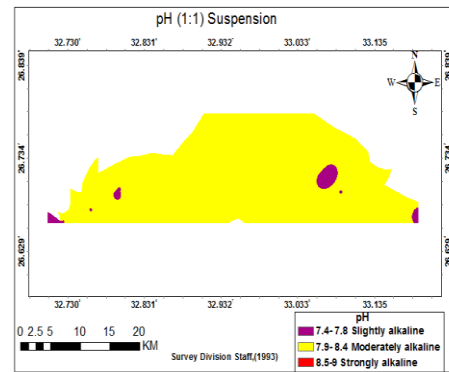 pH (1:1) Suspension
32.730 32.831 32.932 33.033 33.135
26.839' 26.839'
N
W E
S
26.734 26.734
26.629' 26.629'
32.730 32.831 32.932 33.033 33.135
pH
7.4-7.8 Slightly alkaline
7.9-8.4 Moderately alkaline
8.5-9 Strongly alkaline
0 2.5 5 10 15 20
KM
Survey Division Staff,(1993)